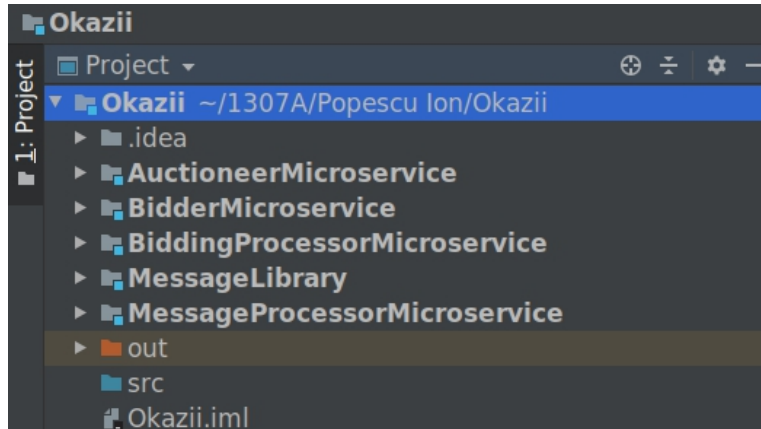 Okazii
1: Project
Project
Okazii ~/1307A/Popescu Ion/Okazii
.idea
AuctioneerMicroservice
BidderMicroservice
BiddingProcessorMicroservice
MessageLibrary
MessageProcessorMicroservice
out
src
Okazii.iml